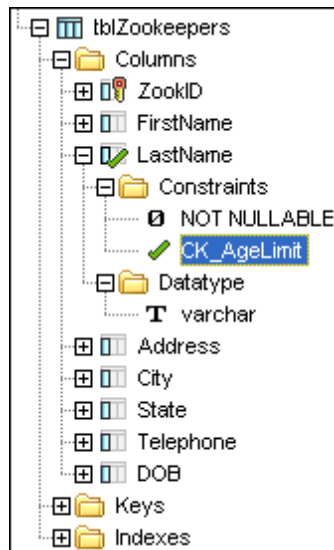 tblZookeepers
Columns
ZookID
FirstName
LastName
Constraints
NOT NULLABLE
CK_AgeLimit
Datatype
T varchar
Address
City
State
Telephone
DOB
Keys
Indexes